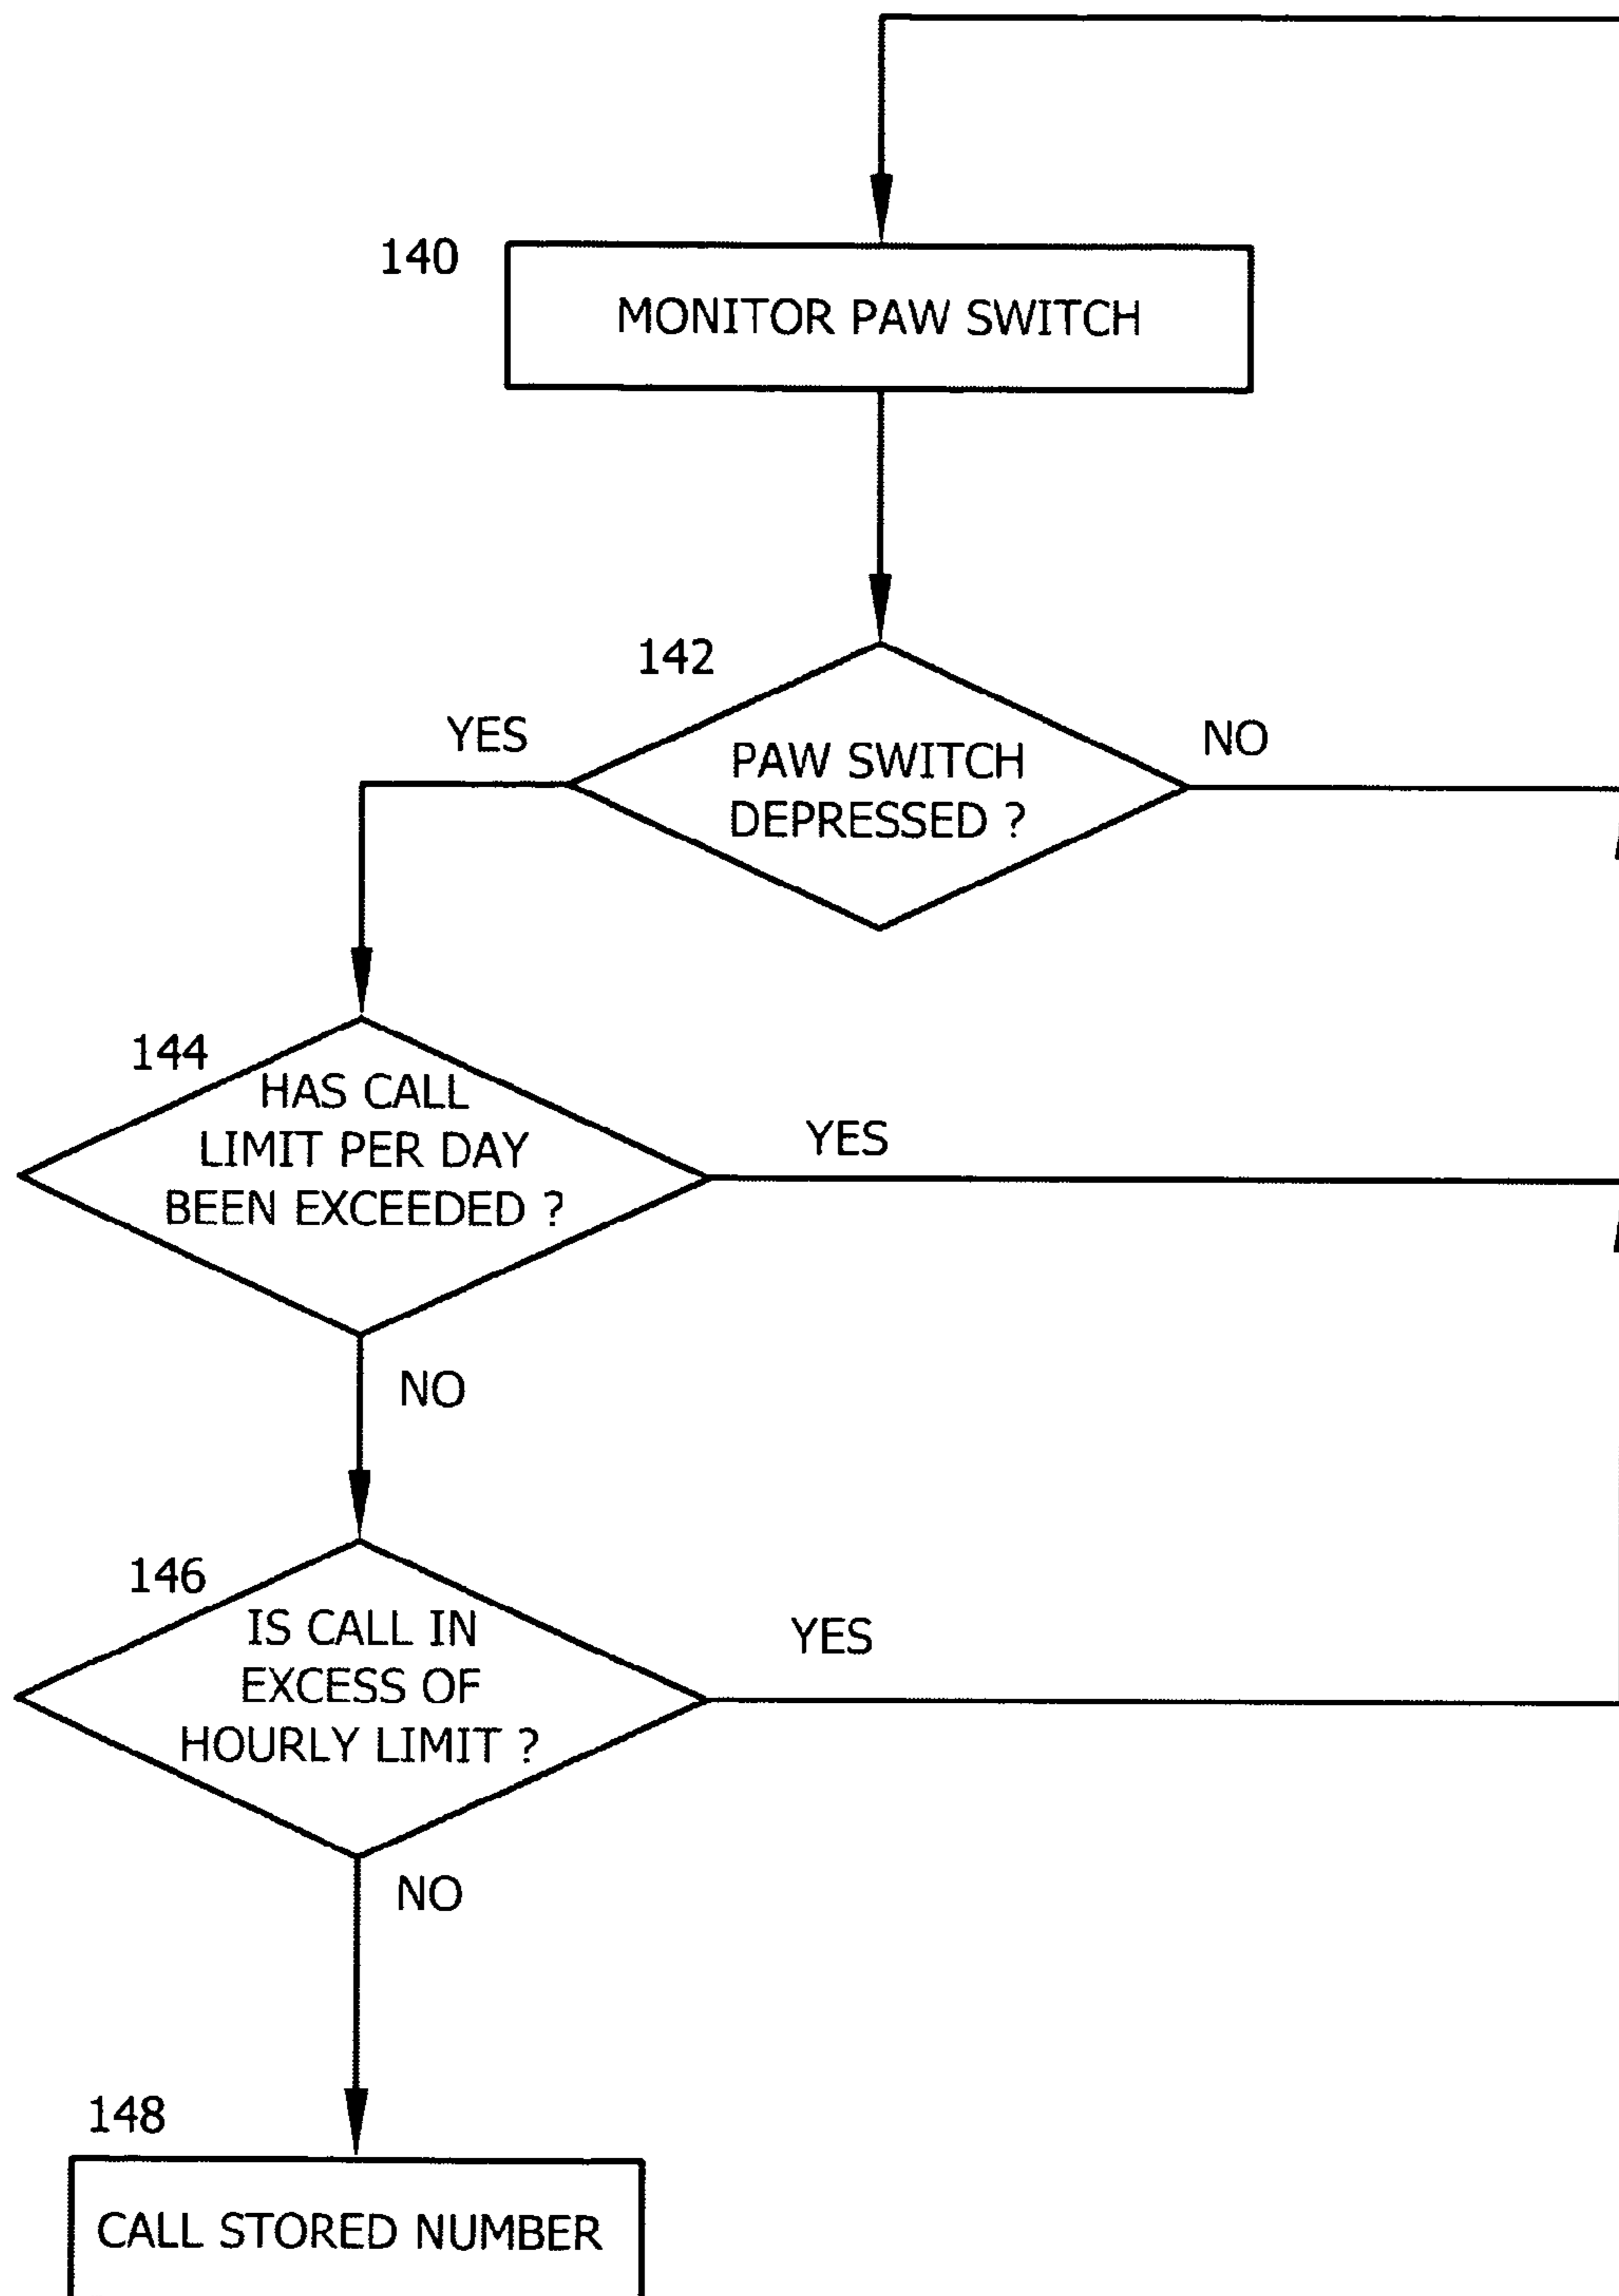 140
MONITOR PAW SWITCH
142
YES
NO
PAW SWITCH
DEPRESSED ?
144
HAS CALL
LIMIT PER DAY
BEEN EXCEEDED ?
YES
NO
146
IS CALL IN
EXCESS OF
HOURLY LIMIT ?
YES
NO
148
CALL STORED NUMBER